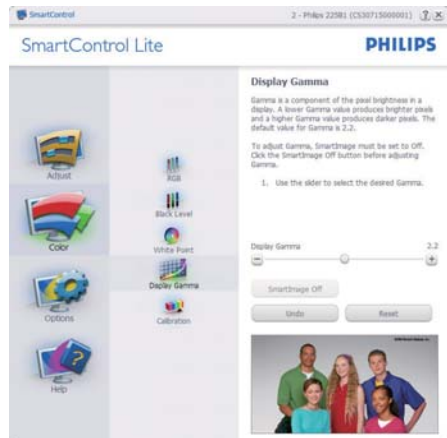 SmartControl
2 - Philips 225B1 (CS30715000001)
SmartControl Lite
PHILIPS
Adjust
Color
Options
Help
RGB
Black Level
White Point
Display Gamma
Calibration
Display Gamma
Gamma is a component of the pixel brightness in a
display. A lower Gamma value produces brighter pixels
and a higher Gamma value produces darker pixels. The
default value for Gamma is 2.2.
To adjust Gamma, SmartImage must be set to Off.
Click the SmartImage Off button before adjusting
Gamma.
1. Use the slider to select the desired Gamma.
Display Gamma 2.2
SmartImage Off
Undo Reset